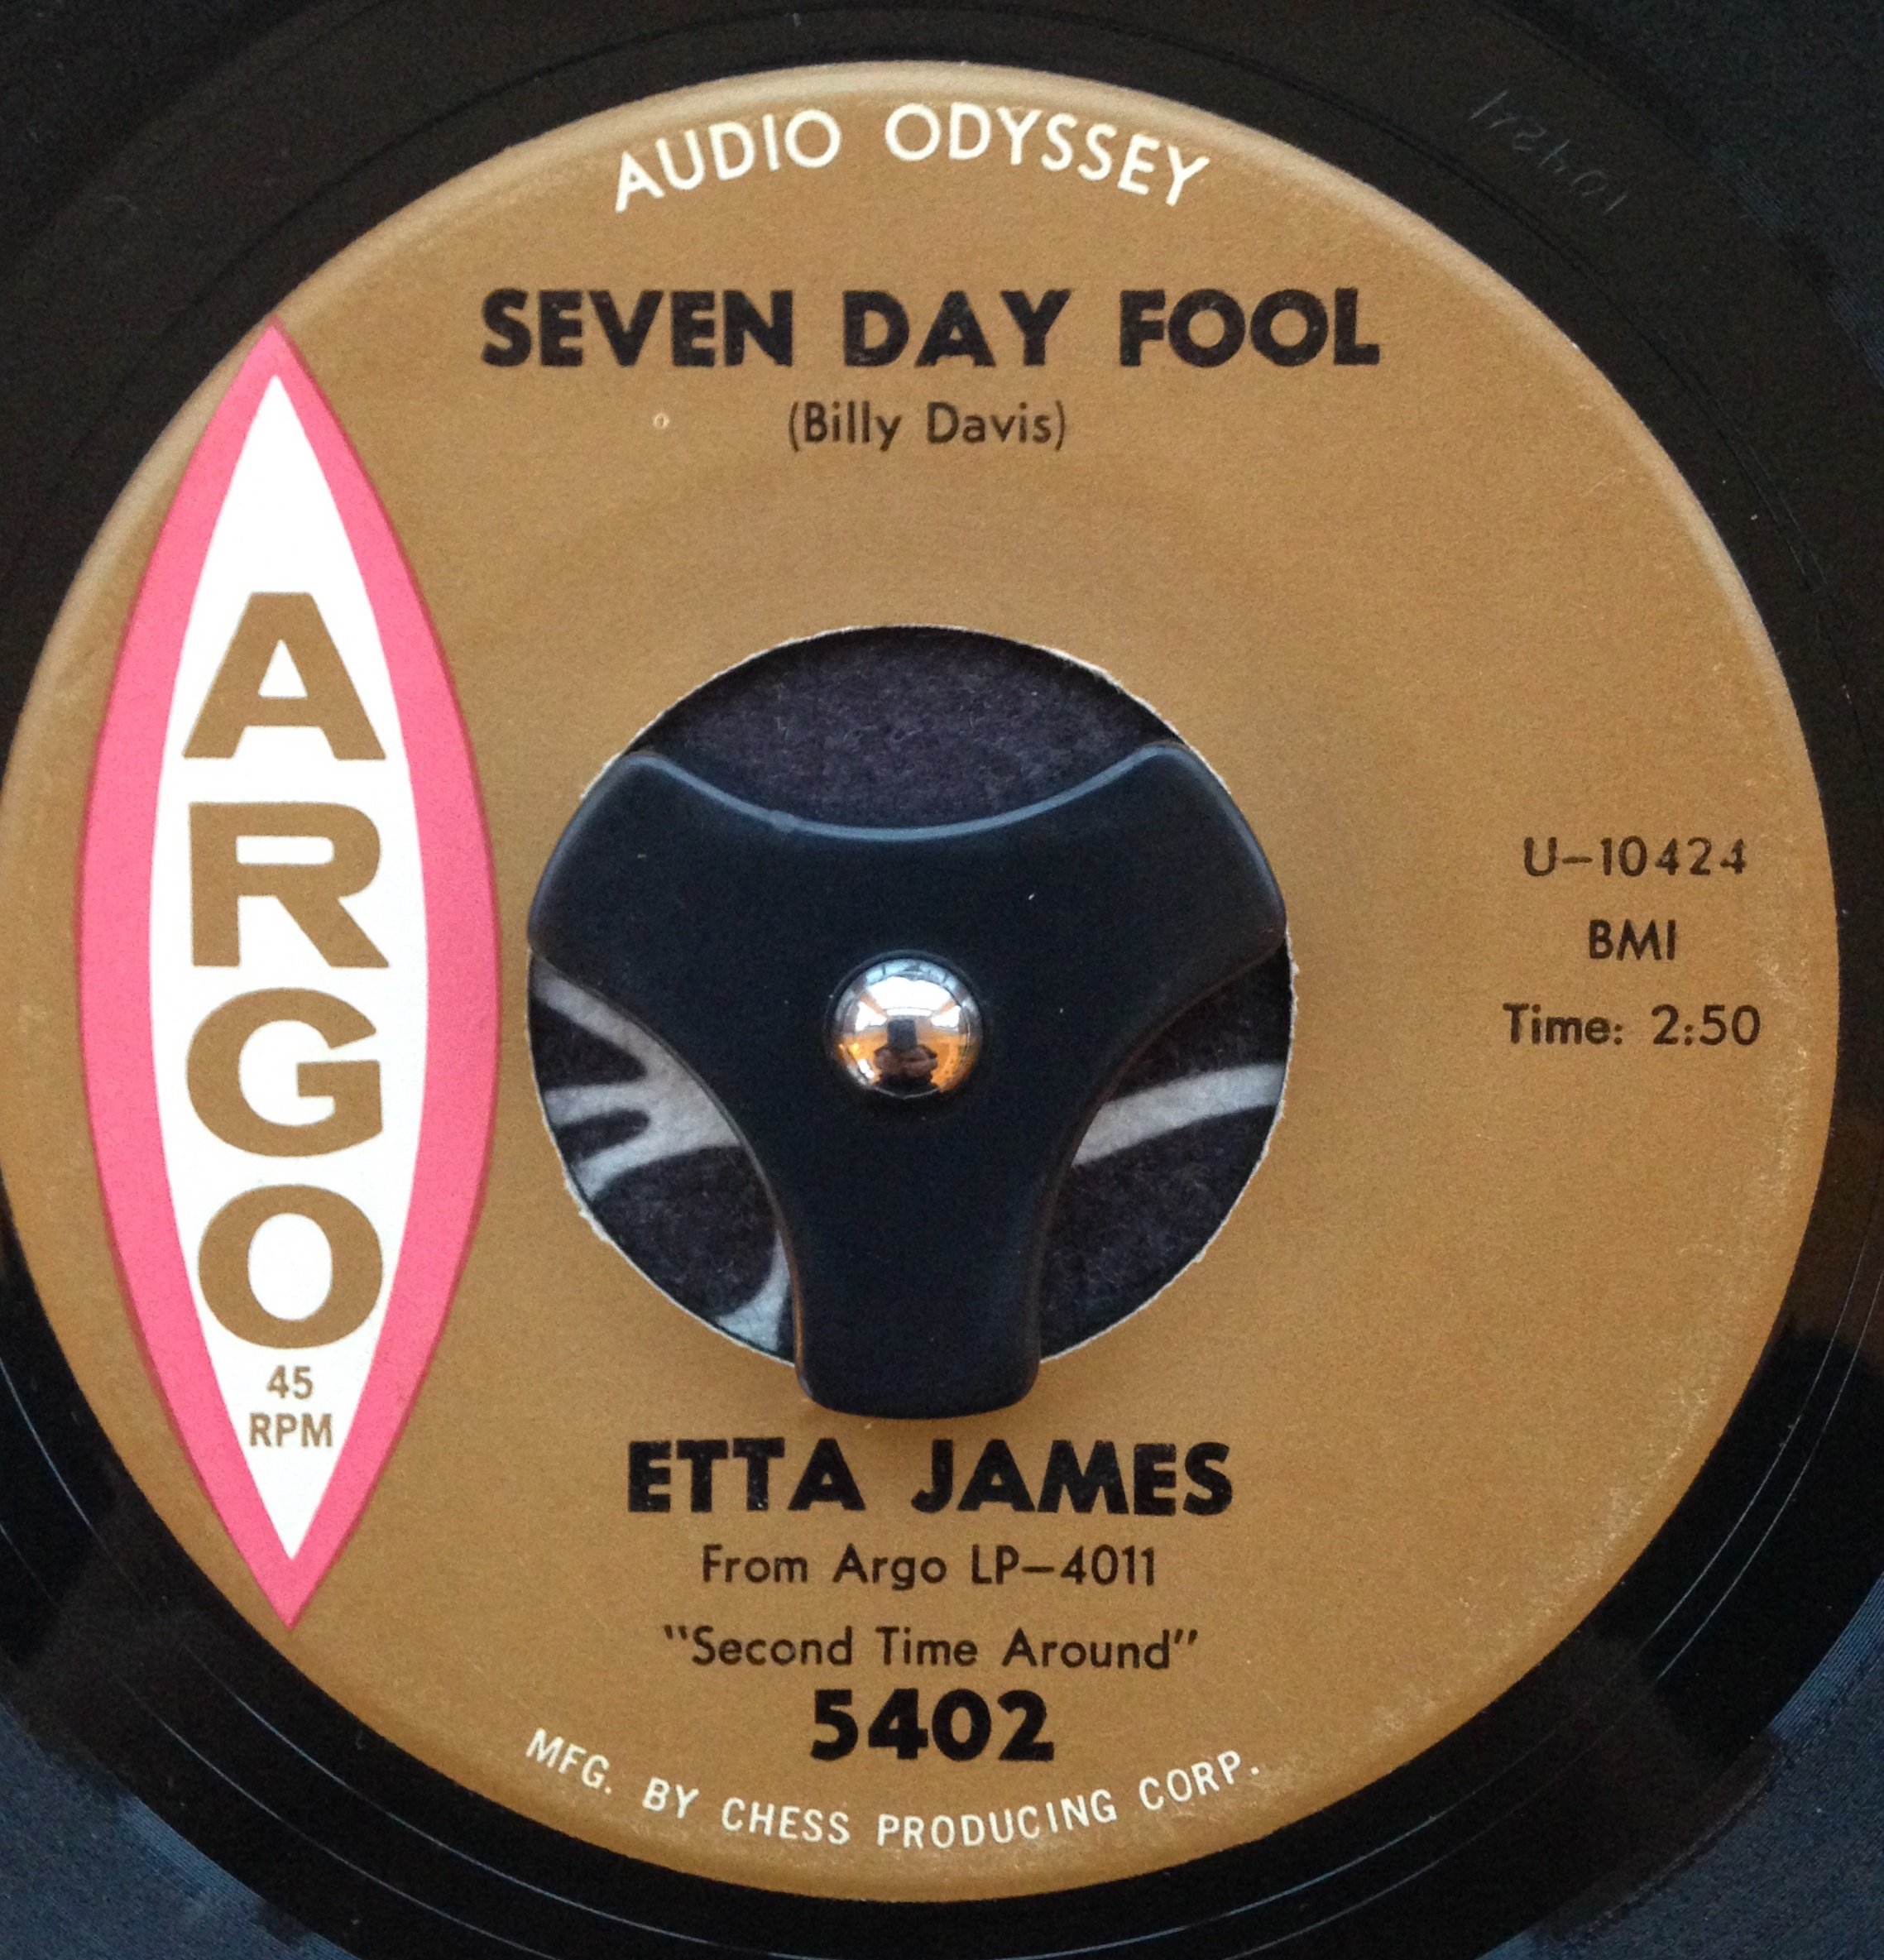 AUDIO ODYSSEY
SEVEN DAY FOOL
(Billy Davis)
ARGO
45
RPM
U-10424
BMI
Time: 2:50
ETTA JAMES
From Argo LP-4011
"Second Time Around"
5402
MFG. BY CHESS PRODUCING CORP.